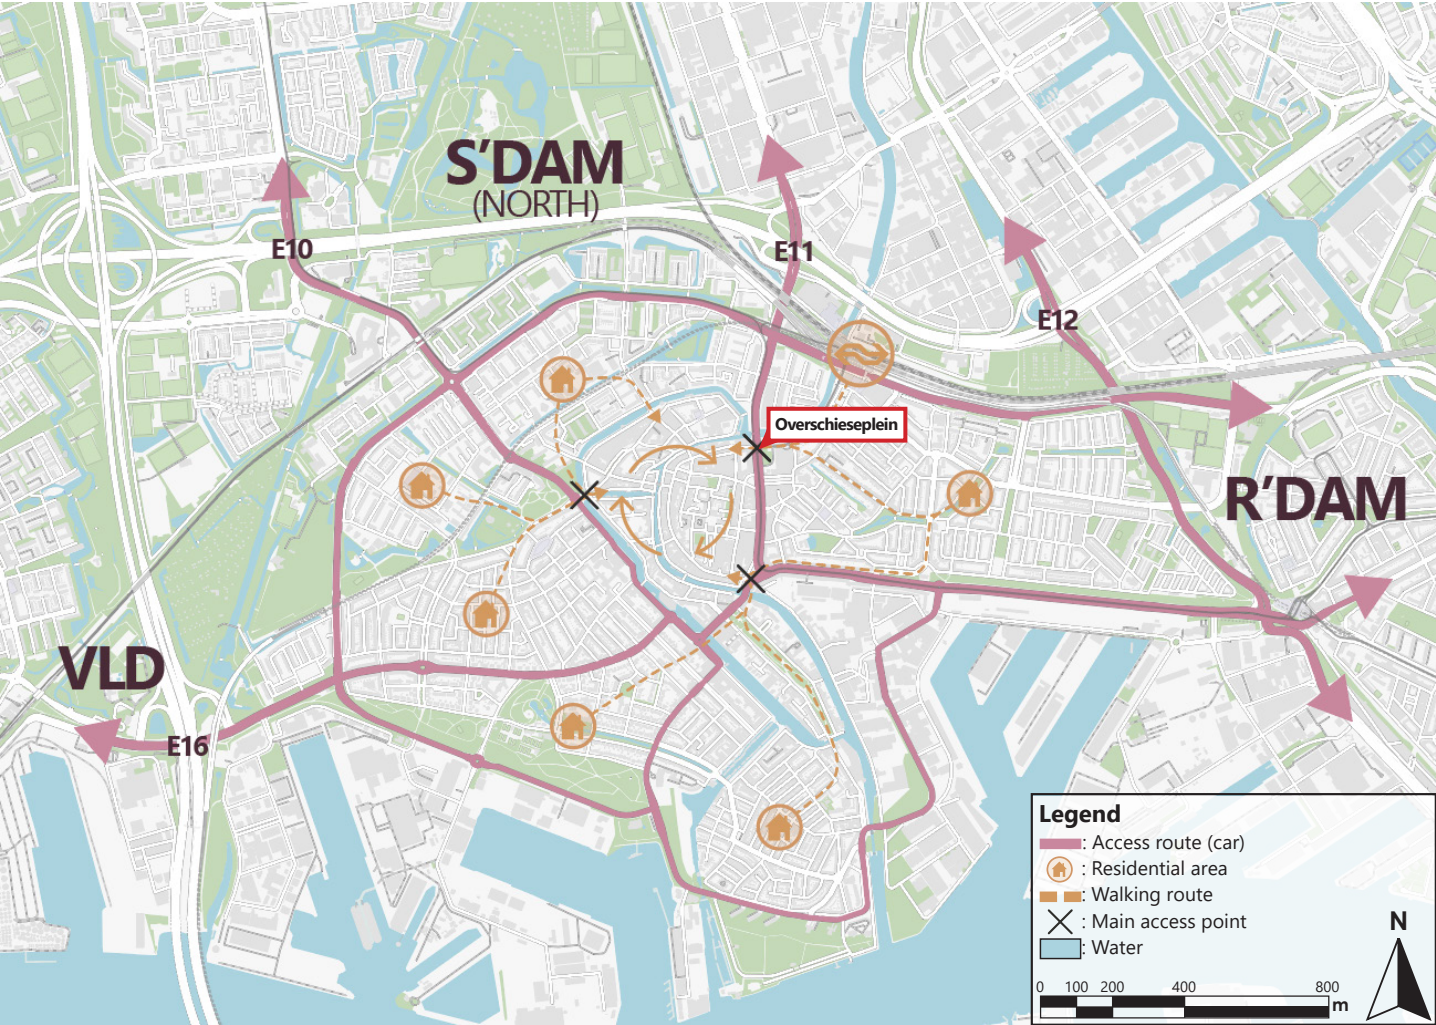 S'DAM
(NORTH)
E10
E11
E12
Overschieseplein
R'DAM
VLD
E16
Legend
: Access route (car)
: Residential area
: Walking route
: Main access point
: Water
N
0 100 200 400 800
m